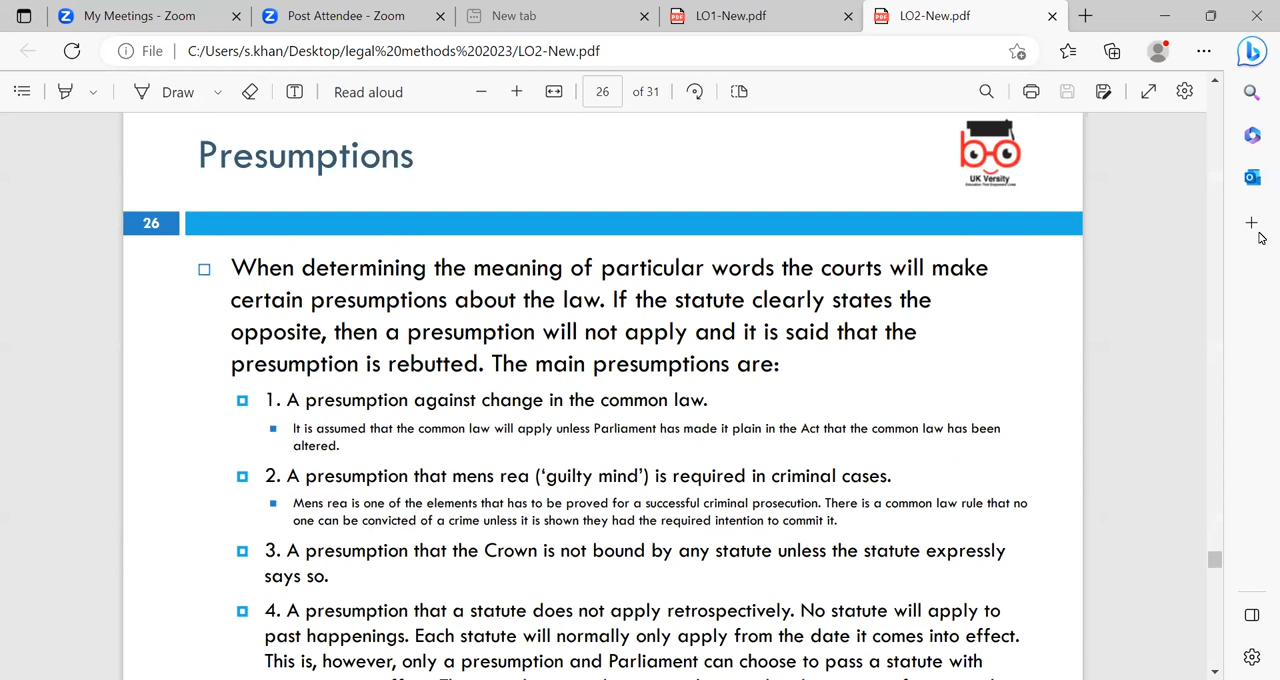 My Meetings - Zoom
Post Attendee - Zoom
New tab
LO1-New.pdf
LO2-New.pdf
File
C:/Users/s.khan/Desktop/legal%20methods%202023/LO2-New.pdf
Draw
Read aloud
26
of 31
Presumptions
UK Versity
26
When determining the meaning of particular words the courts will make
certain presumptions about the law. If the statute clearly states the
opposite, then a presumption will not apply and it is said that the
presumption is rebutted. The main presumptions are:
1. A presumption against change in the common law.
It is assumed that the common law will apply unless Parliament has made it plain in the Act that the common law has been
altered.
2. A presumption that mens rea (‘guilty mind’) is required in criminal cases.
Mens rea is one of the elements that has to be proved for a successful criminal prosecution. There is a common law rule that no
one can be convicted of a crime unless it is shown they had the required intention to commit it.
3. A presumption that the Crown is not bound by any statute unless the statute expressly
says so.
4. A presumption that a statute does not apply retrospectively. No statute will apply to
past happenings. Each statute will normally only apply from the date it comes into effect.
This is, however, only a presumption and Parliament can choose to pass a statute with